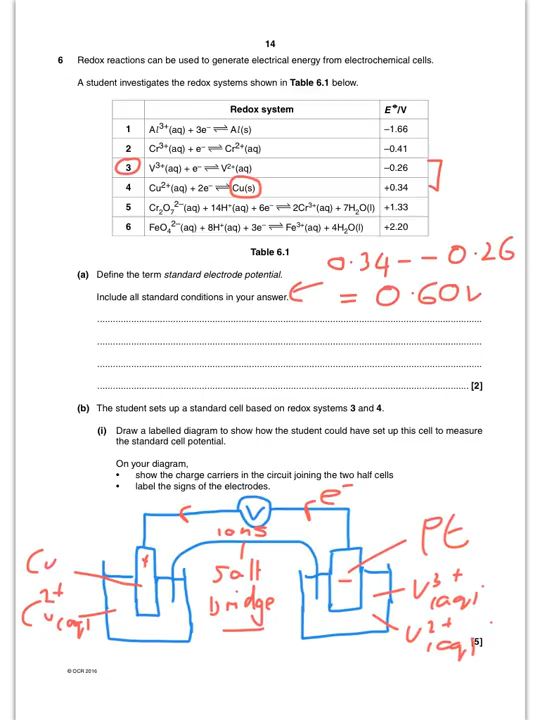 14
6 Redox reactions can be used to generate electrical energy from electrochemical cells.
A student investigates the redox systems shown in Table 6.1 below.
Redox system E⦵/V
1 Al³⁺(aq) + 3e⁻ ⇌ Al(s) –1.66
2 Cr³⁺(aq) + e⁻ ⇌ Cr²⁺(aq) –0.41
3 V³⁺(aq) + e⁻ ⇌ V²⁺(aq) –0.26
4 Cu²⁺(aq) + 2e⁻ ⇌ Cu(s) +0.34
5 Cr₂O₇²⁻(aq) + 14H⁺(aq) + 6e⁻ ⇌ 2Cr³⁺(aq) + 7H₂O(l) +1.33
6 FeO₄²⁻(aq) + 8H⁺(aq) + 3e⁻ ⇌ Fe³⁺(aq) + 4H₂O(l) +2.20
Table 6.1
0.34 - - 0.26
(a) Define the term standard electrode potential.
Include all standard conditions in your answer.
= 0.60V
[2]
(b) The student sets up a standard cell based on redox systems 3 and 4.
(i) Draw a labelled diagram to show how the student could have set up this cell to measure
the standard cell potential.
On your diagram,
• show the charge carriers in the circuit joining the two half cells
• label the signs of the electrodes.
e⁻
V
ions
Pt
Cu
+
Salt
−
V³⁺(aq)
Cu²⁺(aq)
bridge
V²⁺(aq)
[5]
© OCR 2016